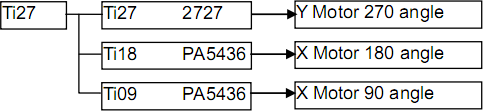 Ti27 Ti27 2727 Y Motor 270 angle
Ti18 PA5436 X Motor 180 angle
Ti09 PA5436 X Motor 90 angle